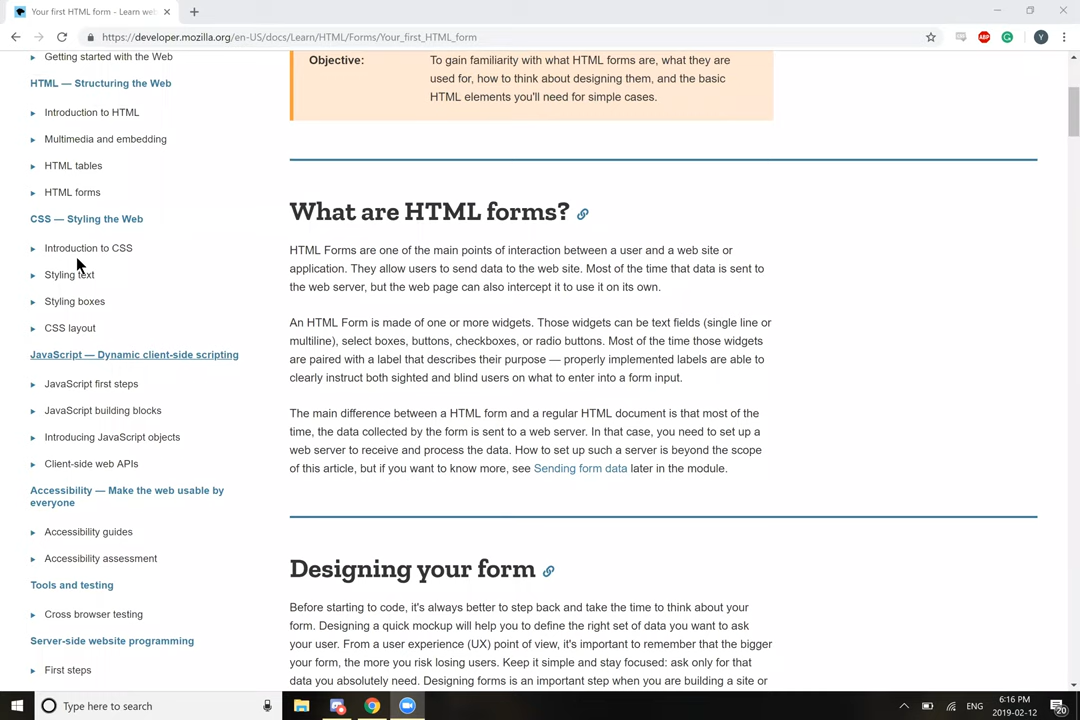 Your first HTML form - Learn we
https://developer.mozilla.org/en-US/docs/Learn/HTML/Forms/Your_first_HTML_form
ABP
G
Y
Getting started with the Web
HTML — Structuring the Web
Introduction to HTML
Multimedia and embedding
HTML tables
HTML forms
CSS — Styling the Web
Introduction to CSS
Styling text
Styling boxes
CSS layout
JavaScript — Dynamic client-side scripting
JavaScript first steps
JavaScript building blocks
Introducing JavaScript objects
Client-side web APIs
Accessibility — Make the web usable by
everyone
Accessibility guides
Accessibility assessment
Tools and testing
Cross browser testing
Server-side website programming
First steps
Objective:
To gain familiarity with what HTML forms are, what they are
used for, how to think about designing them, and the basic
HTML elements you'll need for simple cases.
What are HTML forms?
HTML Forms are one of the main points of interaction between a user and a web site or
application. They allow users to send data to the web site. Most of the time that data is sent to
the web server, but the web page can also intercept it to use it on its own.
An HTML Form is made of one or more widgets. Those widgets can be text fields (single line or
multiline), select boxes, buttons, checkboxes, or radio buttons. Most of the time those widgets
are paired with a label that describes their purpose — properly implemented labels are able to
clearly instruct both sighted and blind users on what to enter into a form input.
The main difference between a HTML form and a regular HTML document is that most of the
time, the data collected by the form is sent to a web server. In that case, you need to set up a
web server to receive and process the data. How to set up such a server is beyond the scope
of this article, but if you want to know more, see Sending form data later in the module.
Designing your form
Before starting to code, it's always better to step back and take the time to think about your
form. Designing a quick mockup will help you to define the right set of data you want to ask
your user. From a user experience (UX) point of view, it's important to remember that the bigger
your form, the more you risk losing users. Keep it simple and stay focused: ask only for that
data you absolutely need. Designing forms is an important step when you are building a site or
Type here to search
ENG
6:16 PM
2019-02-12
20